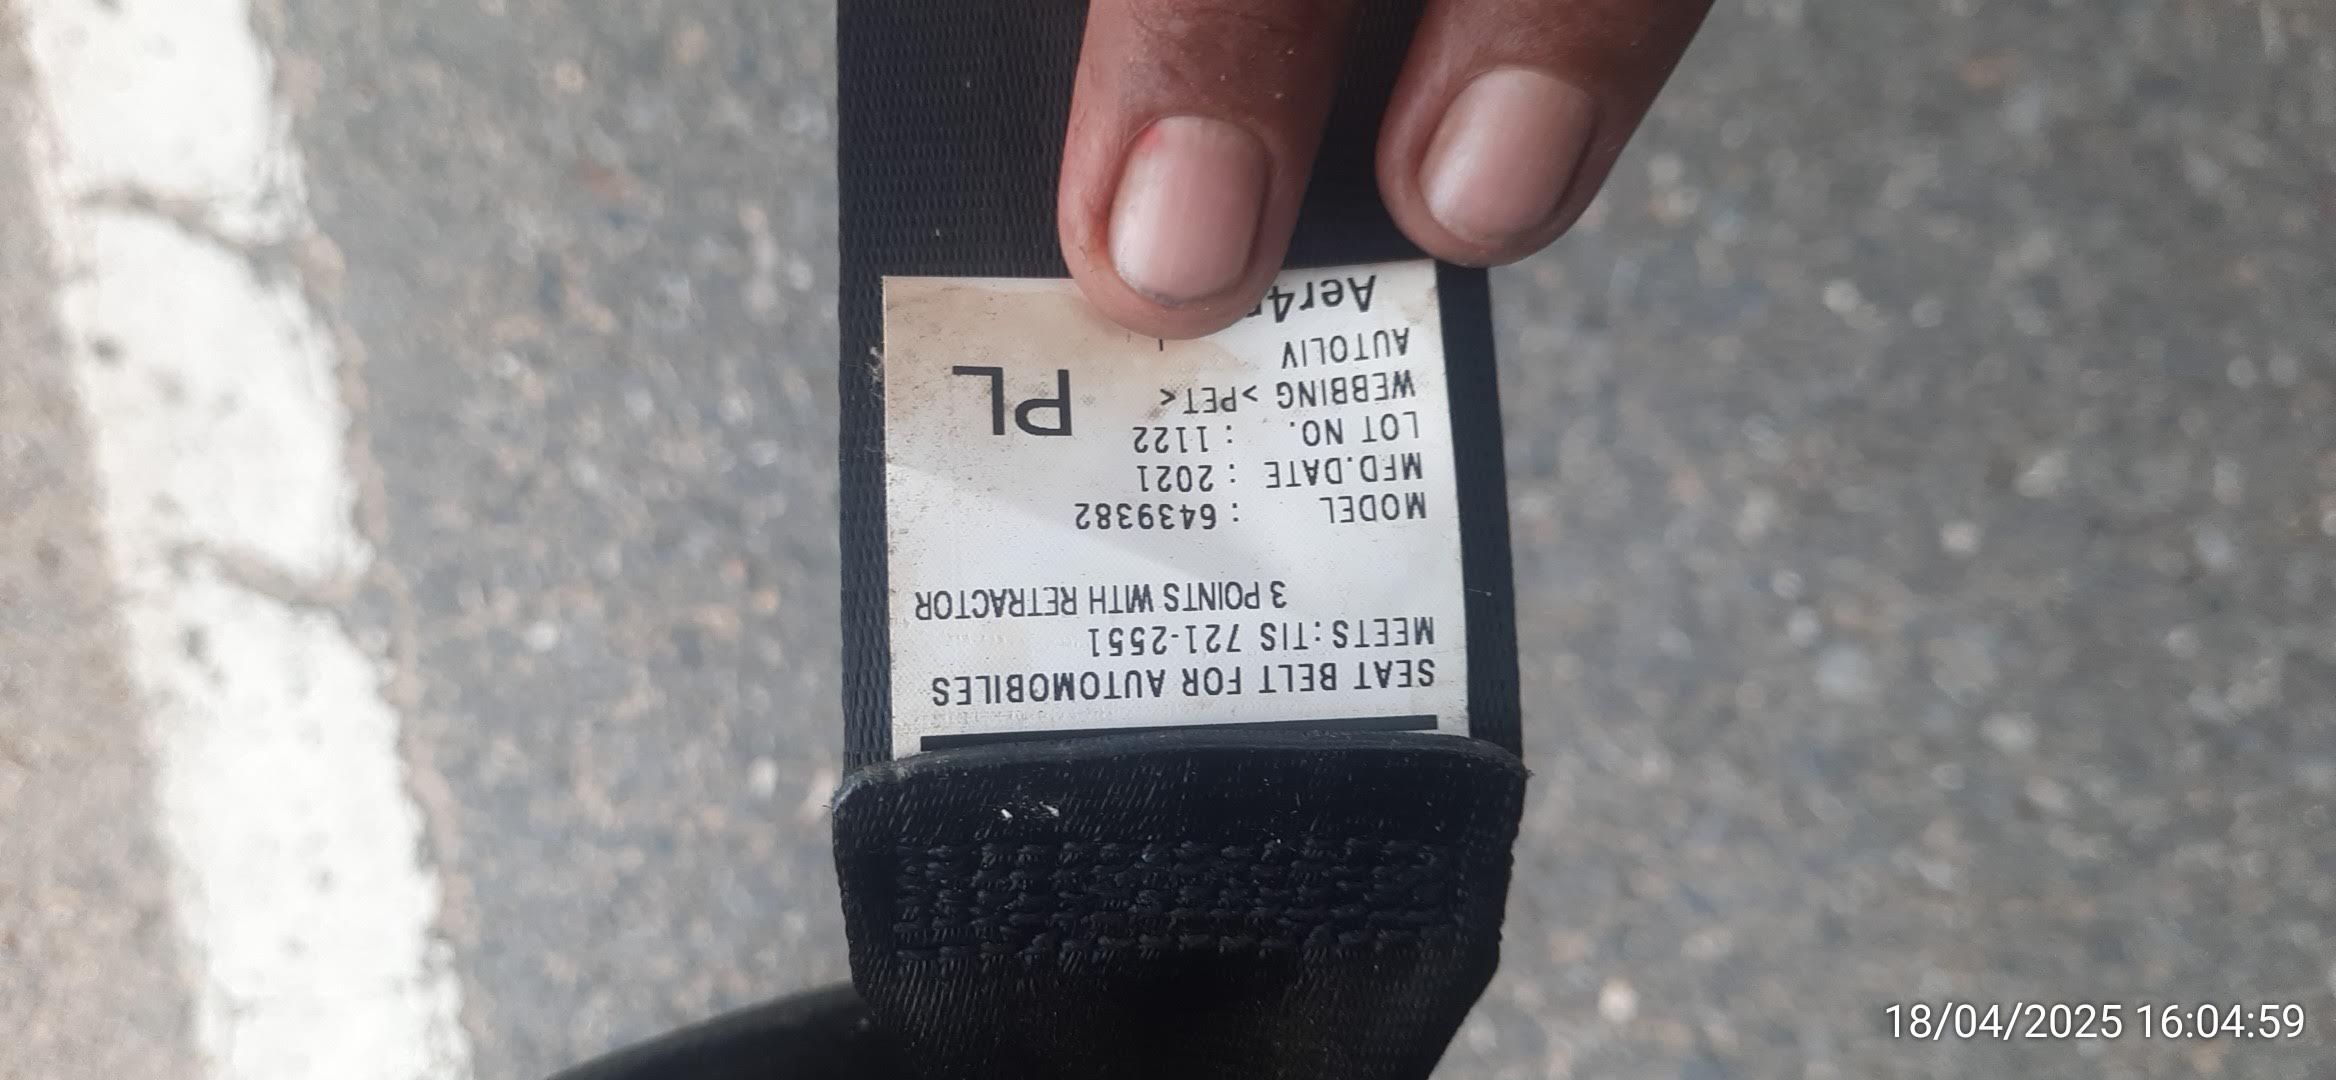 SEAT BELT FOR AUTOMOBILES
MEETS:TIS 721-2551
3 POINTS WITH RETRACTOR
MODEL : 6439382
MFD.DATE : 2021
LOT NO. : 1122
WEBBING >PET<
PL
AUTOLIV
18/04/2025 16:04:59